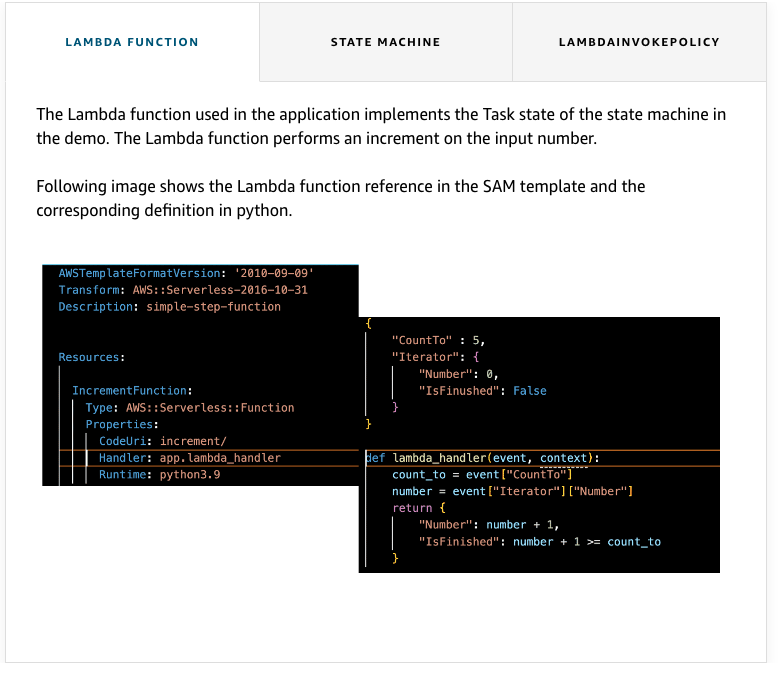 LAMBDA FUNCTION
STATE MACHINE
LAMBDAINVOKEPOLICY
The Lambda function used in the application implements the Task state of the state machine in
the demo. The Lambda function performs an increment on the input number.
Following image shows the Lambda function reference in the SAM template and the
corresponding definition in python.
AWSTemplateFormatVersion: '2010-09-09'
Transform: AWS::Serverless-2016-10-31
Description: simple-step-function
Resources:
IncrementFunction:
Type: AWS::Serverless::Function
Properties:
CodeUri: increment/
Handler: app.lambda_handler
Runtime: python3.9
{
"CountTo" : 5,
"Iterator": {
"Number": 0,
"IsFinushed": False
}
}
def lambda_handler(event, context):
count_to = event["CountTo"]
number = event["Iterator"]["Number"]
return {
"Number": number + 1,
"IsFinished": number + 1 >= count_to
}